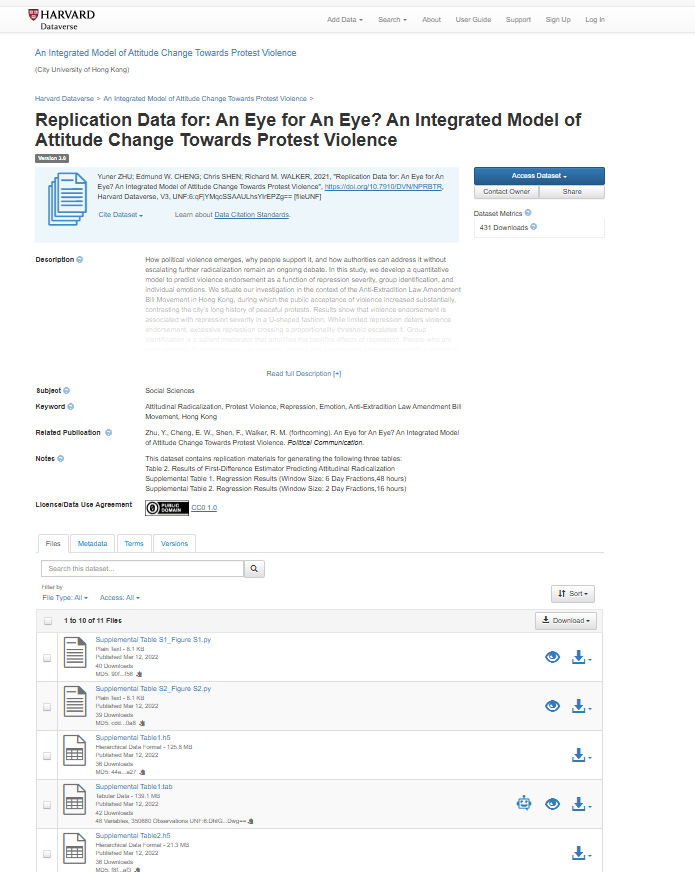 HARVARD
Dataverse
Add Data
Search
About
User Guide
Support
Sign Up
Log In
An Integrated Model of Attitude Change Towards Protest Violence
(City University of Hong Kong)
Harvard Dataverse > An Integrated Model of Attitude Change Towards Protest Violence >
Replication Data for: An Eye for An Eye? An Integrated Model of
Attitude Change Towards Protest Violence
Version 3.0
Yuner ZHU; Edmund W. CHENG; Chris SHEN; Richard M. WALKER, 2021, "Replication Data for: An Eye for An
Eye? An Integrated Model of Attitude Change Towards Protest Violence", https://doi.org/10.7910/DVN/NPRBTR,
Harvard Dataverse, V3, [fileUNF]
Cite Dataset
Learn about Data Citation Standards.
Access Dataset
Contact Owner
Share
Dataset Metrics
431 Downloads
Description
How political violence emerges, why people support it, and how authorities can address it without
escalating further radicalization remain an ongoing debate. In this study, we develop a quantitative
model to predict violence endorsement as a function of repression severity, group identification, and
individual emotions. We situate our investigation in the context of the Anti-Extradition Law Amendment
Bill Movement in Hong Kong, during which the public acceptance of violence increased substantially,
contrasting the city's long history of peaceful protests. Results show that violence endorsement is
associated with repression severity in a U-shaped fashion. While limited repression deters violence
endorsement, excessive repression crossing a proportionality threshold escalates it. Group
identification is a salient moderator that amplifies the backfire effects of repression. People who are
Read full Description [+]
Subject
Social Sciences
Keyword
Attitudinal Radicalization, Protest Violence, Repression, Emotion, Anti-Extradition Law Amendment Bill
Movement, Hong Kong
Related Publication
Zhu, Y., Cheng, E. W., Shen, F., Walker, R. M. (forthcoming). An Eye for An Eye? An Integrated Model
of Attitude Change Towards Protest Violence. Political Communication.
Notes
This dataset contains replication materials for generating the following three tables:
Table 2. Results of First-Difference Estimator Predicting Attitudinal Radicalization
Supplemental Table 1. Regression Results (Window Size: 6 Day Fractions,48 hours)
Supplemental Table 2. Regression Results (Window Size: 2 Day Fractions,16 hours)
License/Data Use Agreement
PUBLIC
DOMAIN
CC0 1.0
Files
Metadata
Terms
Versions
Search this dataset...
Filter by
File Type: All
Access: All
Sort
1 to 10 of 11 Files
Download
Supplemental Table S1_Figure S1.py
Plain Text - 8.1 KB
Published Mar 12, 2022
40 Downloads
MD5: 90f...f56
Supplemental Table S2_Figure S2.py
Plain Text - 8.1 KB
Published Mar 12, 2022
39 Downloads
MD5: cdd...0a8
Supplemental Table1.h5
Hierarchical Data Format - 125.8 MB
Published Mar 12, 2022
36 Downloads
MD5: 44e...a27
Supplemental Table1.tab
Tabular Data - 139.1 MB
Published Mar 12, 2022
42 Downloads
46 Variables, 350680 Observations
Supplemental Table2.h5
Hierarchical Data Format - 21.3 MB
Published Mar 12, 2022
36 Downloads
MD5: